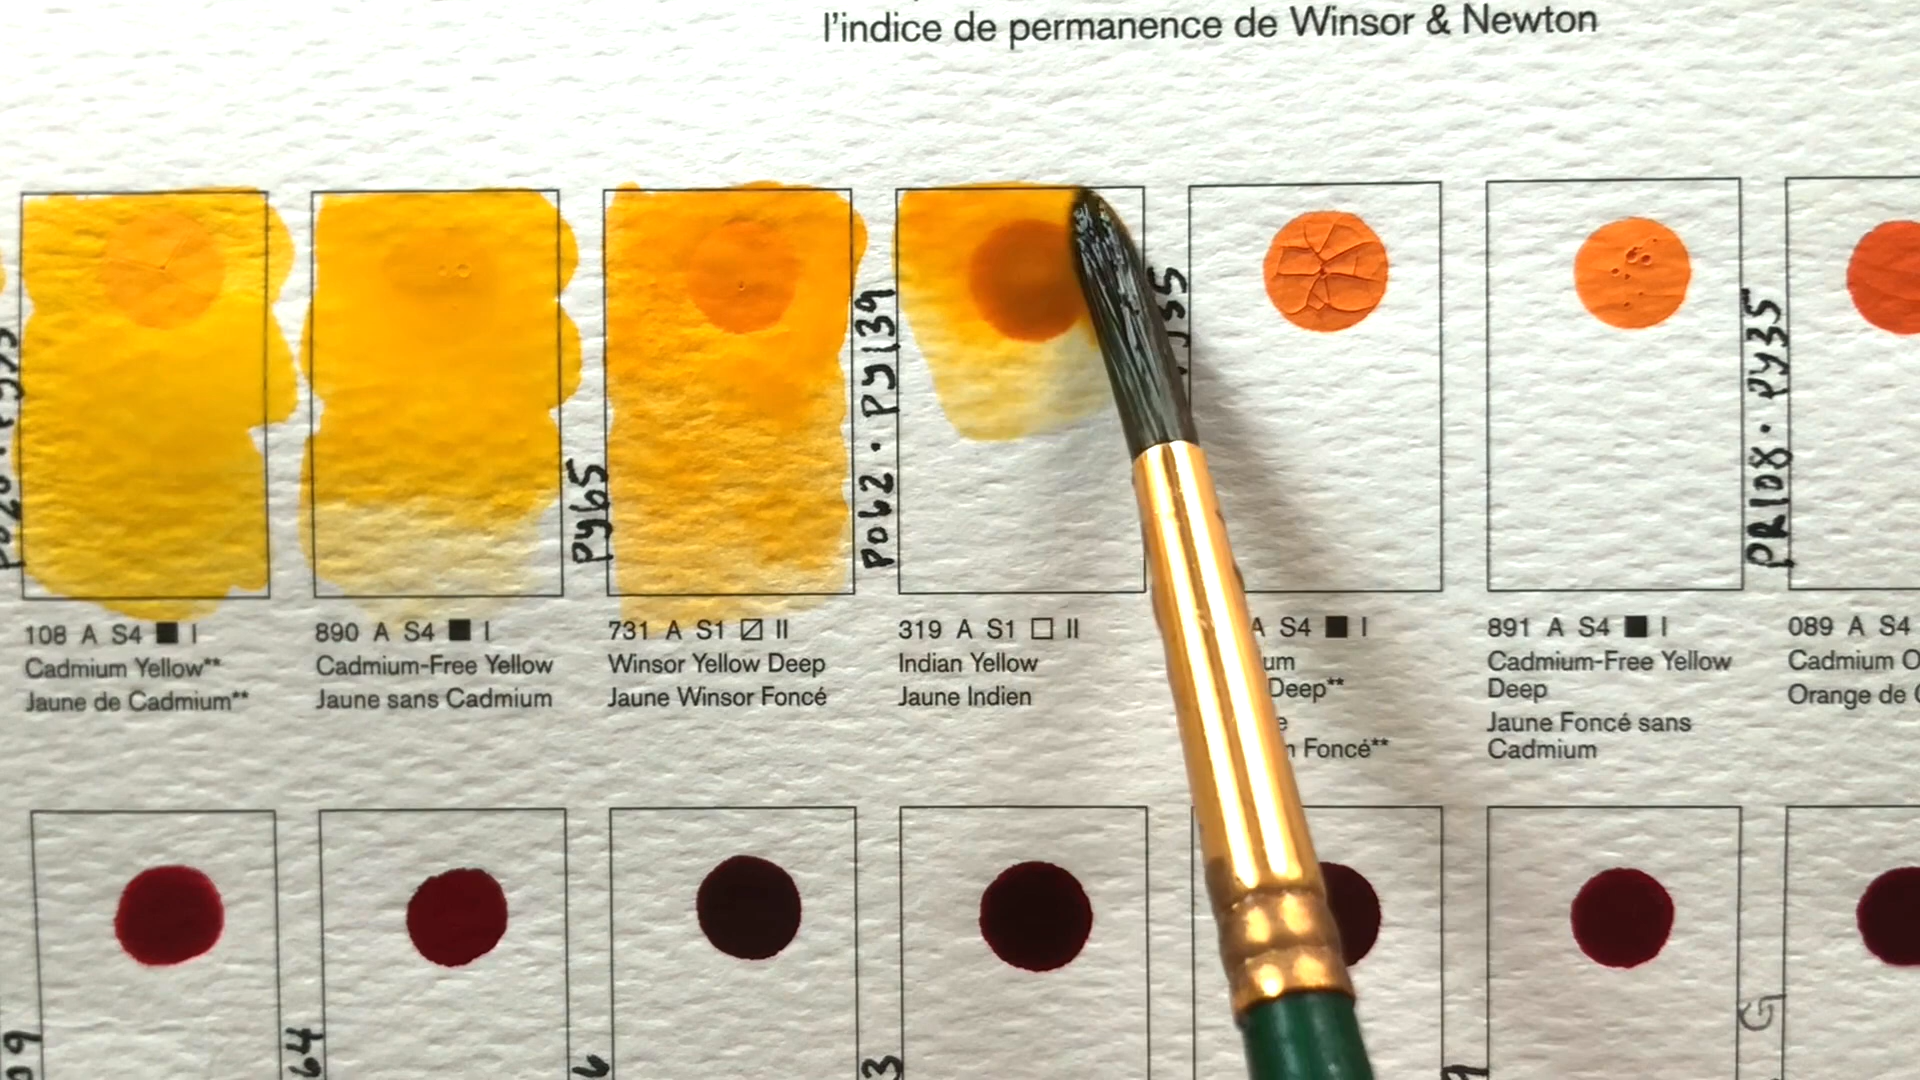 l'indice de permanence de Winsor & Newton
PY65
PO62 · PY139
PR108 · PY35
108 A S4 ■ I
Cadmium Yellow**
Jaune de Cadmium**
890 A S4 ■ I
Cadmium-Free Yellow
Jaune sans Cadmium
731 A S1 ⧄ II
Winsor Yellow Deep
Jaune Winsor Foncé
319 A S1 □ II
Indian Yellow
Jaune Indien
A S4 ■ I
Deep**
Foncé**
891 A S4 ■ I
Cadmium-Free Yellow
Deep
Jaune Foncé sans
Cadmium
089 A S4
Cadmium O
Orange de